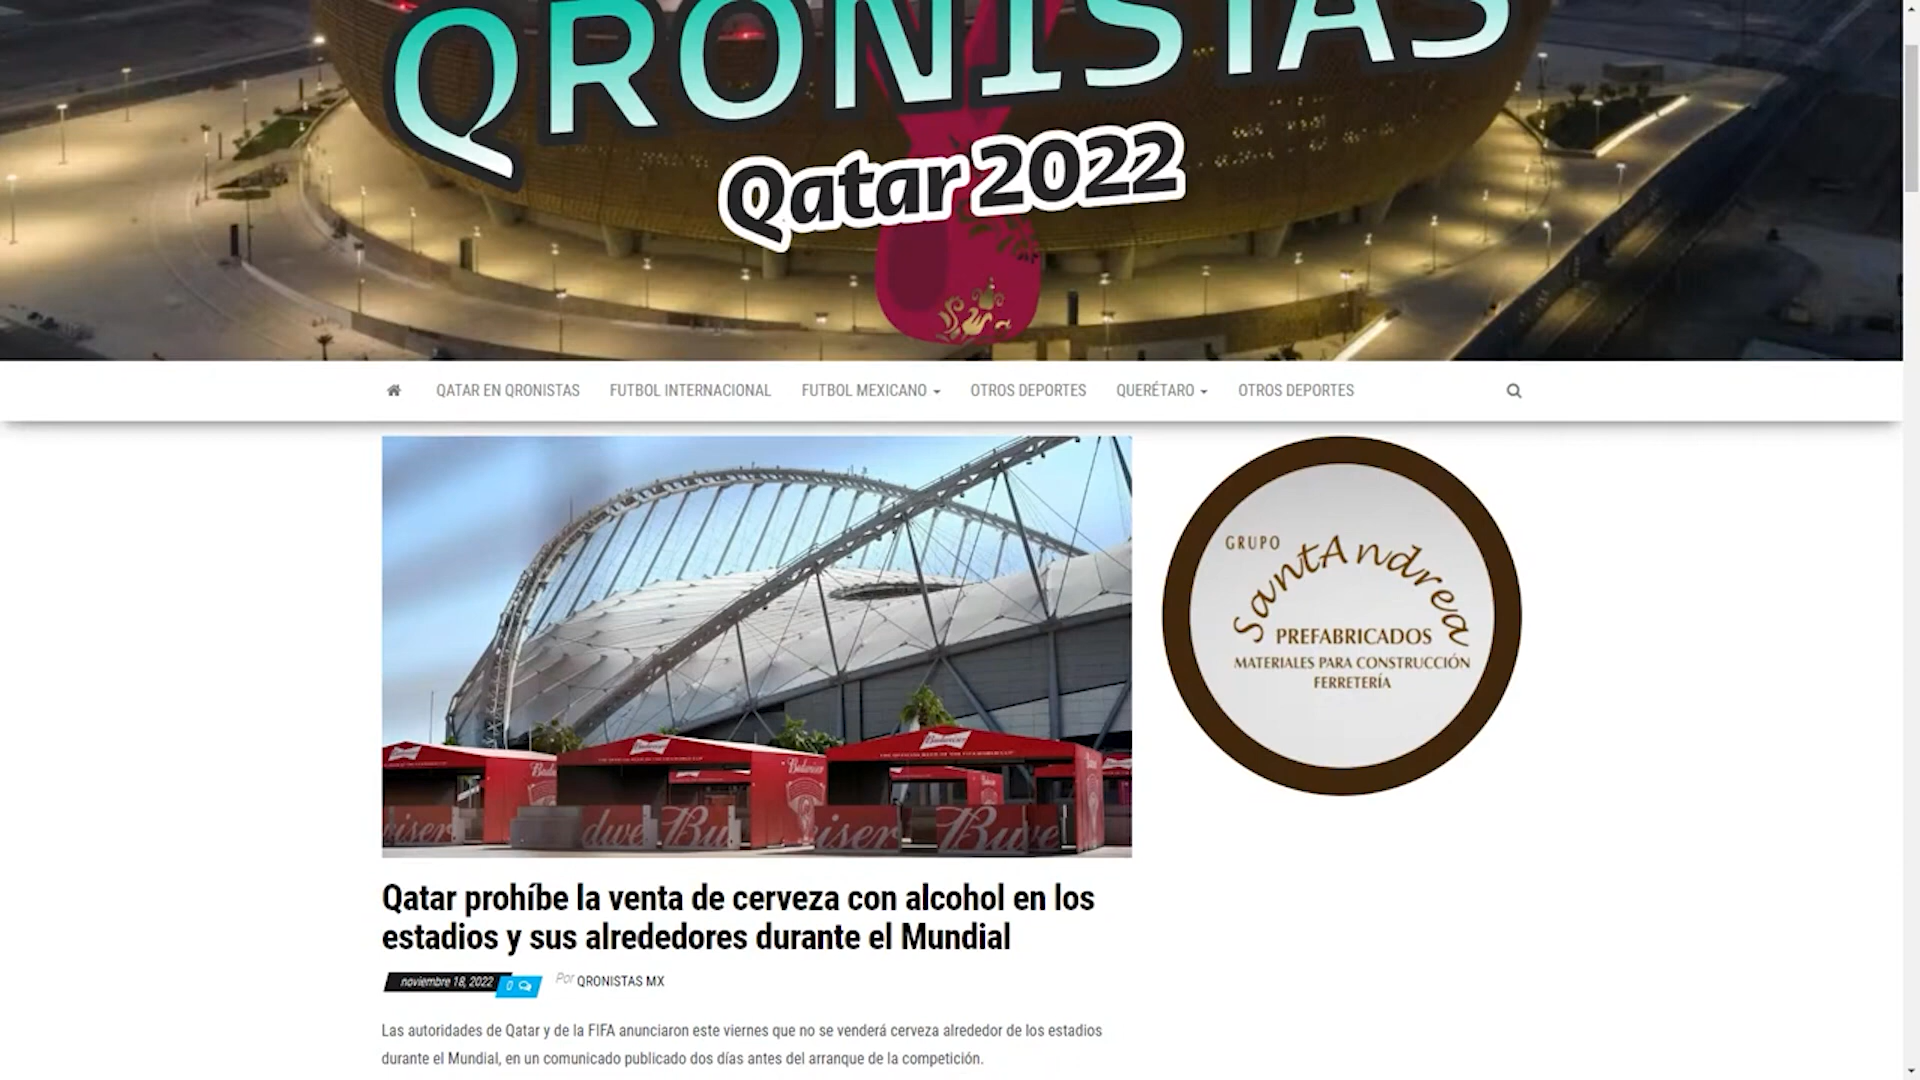 QRONISTAS
Qatar 2022
QATAR EN QRONISTAS FUTBOL INTERNACIONAL FUTBOL MEXICANO OTROS DEPORTES QUERÉTARO OTROS DEPORTES
GRUPO
SantAndrea
PREFABRICADOS
MATERIALES PARA CONSTRUCCIÓN
FERRETERÍA
Budweiser Budweiser
Budweiser
Qatar prohíbe la venta de cerveza con alcohol en los
estadios y sus alrededores durante el Mundial
noviembre 18, 2022 0 Por QRONISTAS MX
Las autoridades de Qatar y de la FIFA anunciaron este viernes que no se venderá cerveza alrededor de los estadios
durante el Mundial, en un comunicado publicado dos días antes del arranque de la competición.